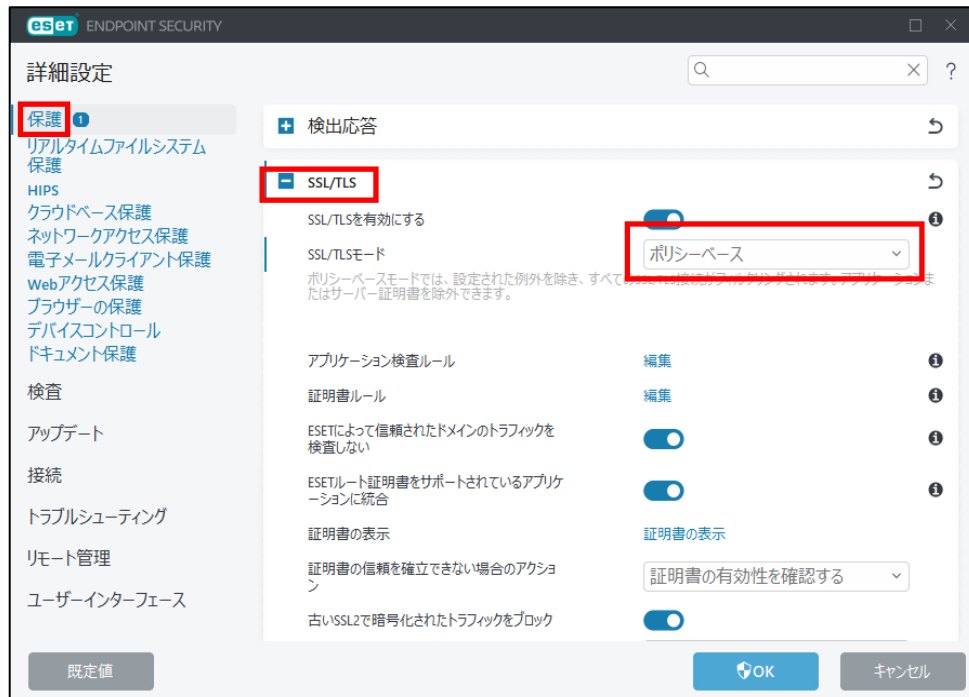 eseT ENDPOINT SECURITY
詳細設定
?
保護 1
リアルタイムファイルシステム
保護
HIPS
クラウドベース保護
ネットワークアクセス保護
電子メールクライアント保護
Webアクセス保護
ブラウザーの保護
デバイスコントロール
ドキュメント保護
検査
アップデート
接続
トラブルシューティング
リモート管理
ユーザーインターフェース
検出応答
SSL/TLS
SSL/TLSを有効にする
SSL/TLSモード
ポリシーベース
ポリシーベースモードでは、設定された例外を除き、すべてのSSL/TLS接続がフィルタリングされます。アプリケーションま
たはサーバー証明書を除外できます。
アプリケーション検査ルール
編集
証明書ルール
編集
ESETによって信頼されたドメインのトラフィックを
検査しない
ESETルート証明書をサポートされているアプリケ
ーションに統合
証明書の表示
証明書の表示
証明書の信頼を確立できない場合のアクショ
ン
証明書の有効性を確認する
古いSSL2で暗号化されたトラフィックをブロック
既定値
OK
キャンセル